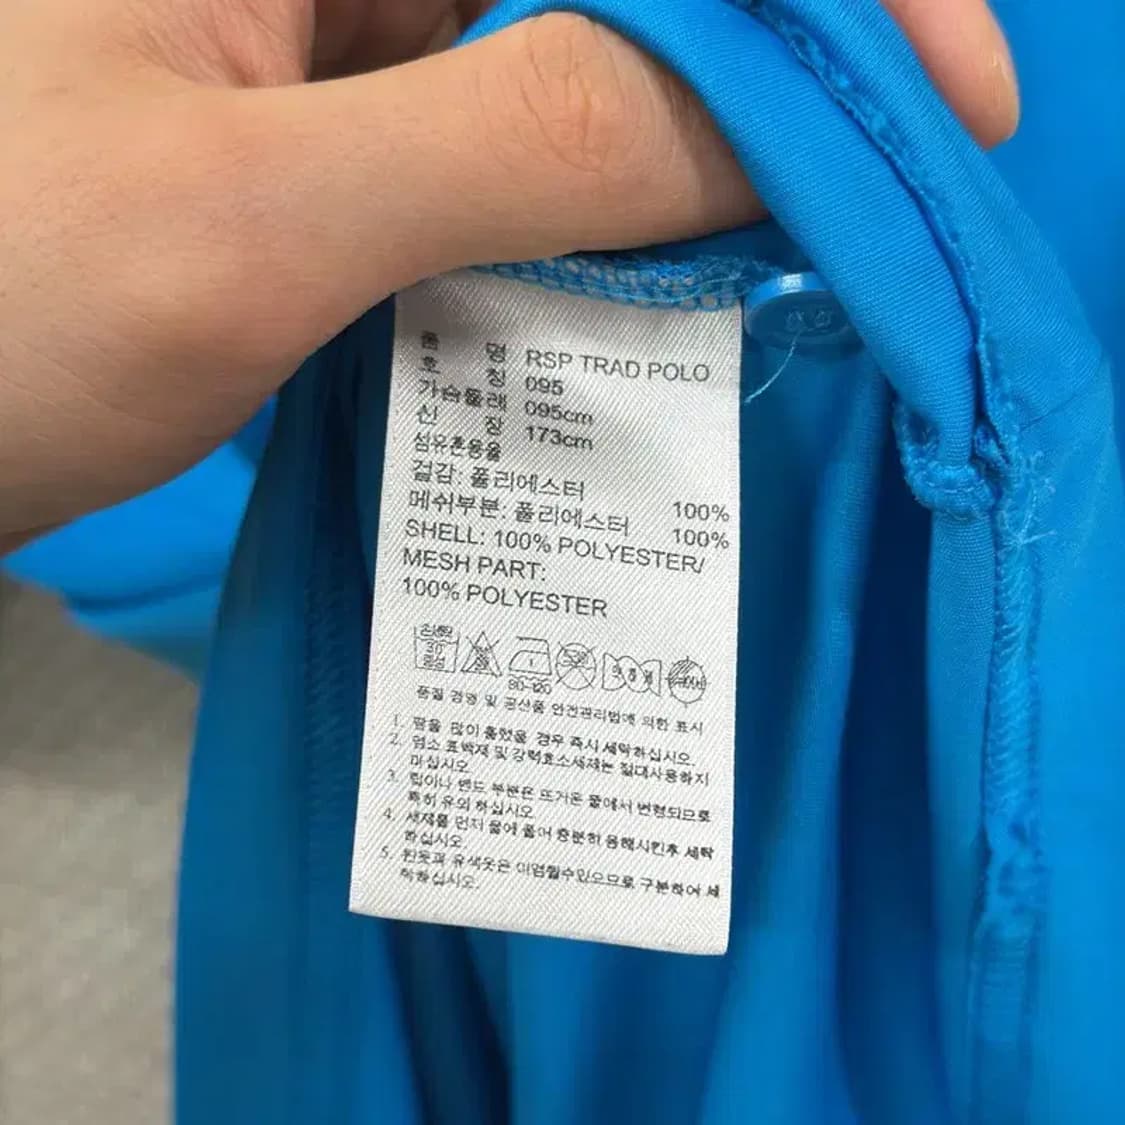 품 명 RSP TRAD POLO
호 칭 095
가슴둘레 095cm
신 장 173cm
섬유혼용율
겉감: 폴리에스터 100%
메쉬부분: 폴리에스터 100%
SHELL: 100% POLYESTER/
MESH PART:
100% POLYESTER
손세탁
30
중성
80-120
품질 경영 및 공산품 안전관리법에 의한 표시
1. 땀을 많이 흘렸을 경우 즉시 세탁하십시오.
2. 염소 표백제 및 강력효소세제는 절대사용하지
마십시오.
3. 립이나 밴드 부분은 뜨거운 물에서 변형되므로
특히 유의 하십시오.
4. 세제를 먼저 물에 풀어 충분히 용해시킨후 세탁
하십시오.
5. 흰옷과 유색옷은 이염될수있으므로 구분하여 세
탁하십시오.